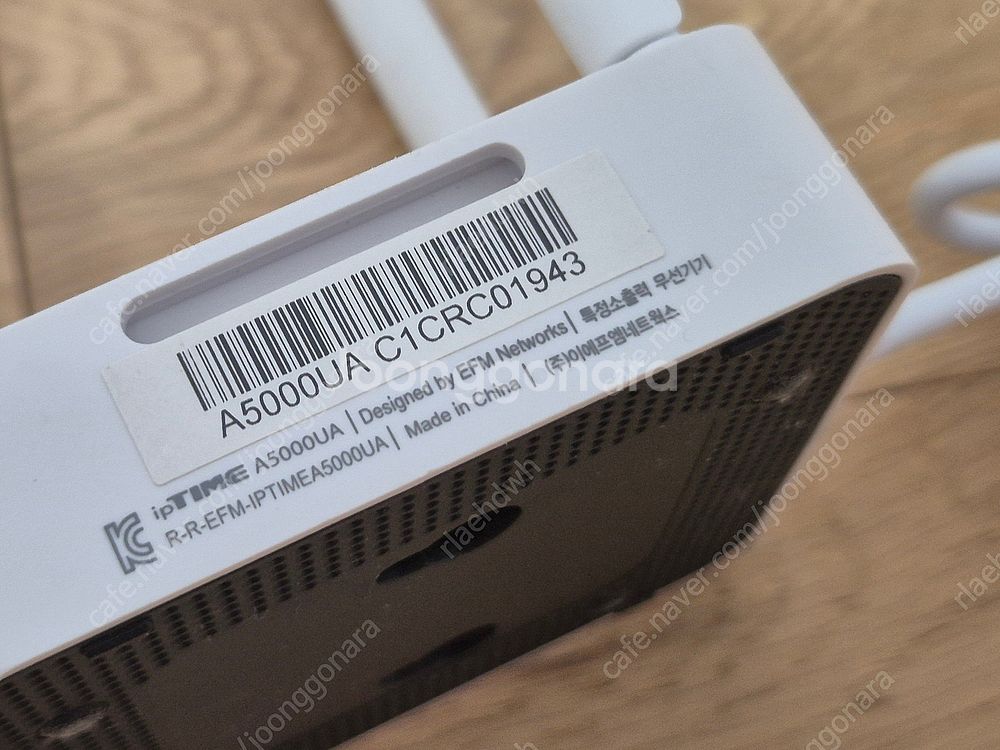 A5000UA C1CRC01943
ipTIME A5000UA | Designed by EFM Networks | 특정소출력 무선기기
R-R-EFM-IPTIMEA5000UA | Made in China | (주)이에프엠네트웍스
joonggonara
cafe.naver.com/joonggonara
rlaehdwh